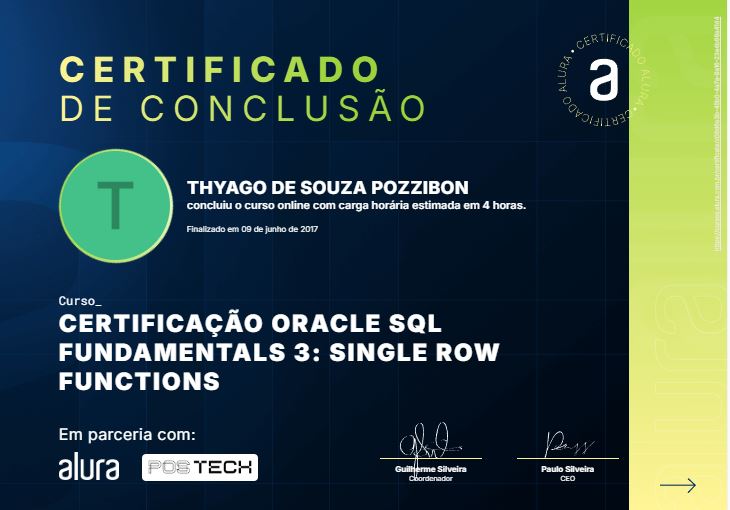 CERTIFICADO
DE CONCLUSÃO
• CERTIFICADO ALURA • CERTIFICADO ALURA
a
T
THYAGO DE SOUZA POZZIBON
concluiu o curso online com carga horária estimada em 4 horas.
Finalizado em 09 de junho de 2017
Curso_
CERTIFICAÇÃO ORACLE SQL
FUNDAMENTALS 3: SINGLE ROW
FUNCTIONS
Em parceria com:
alura
POS TECH
Guilherme Silveira
Coordenador
Paulo Silveira
CEO
alura